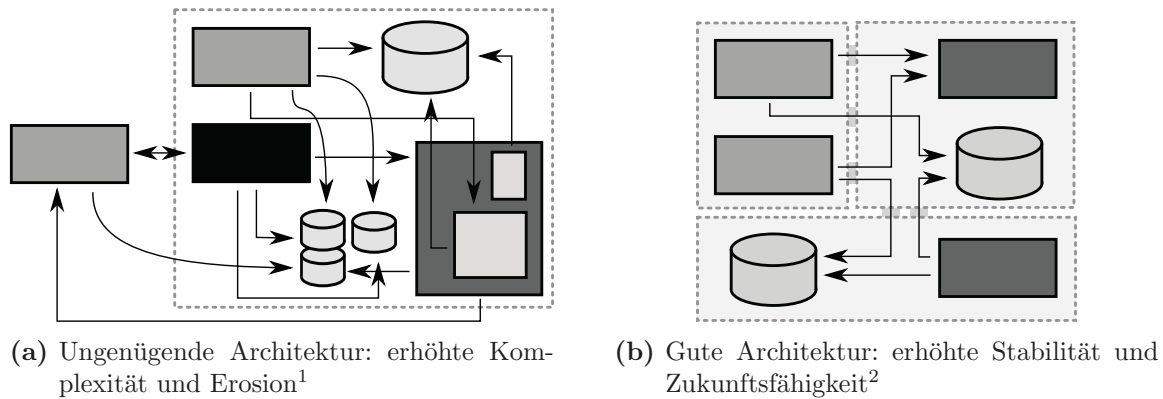 (a) Ungenügende Architektur: erhöhte Kom-
plexität und Erosion¹
(b) Gute Architektur: erhöhte Stabilität und
Zukunftsfähigkeit²